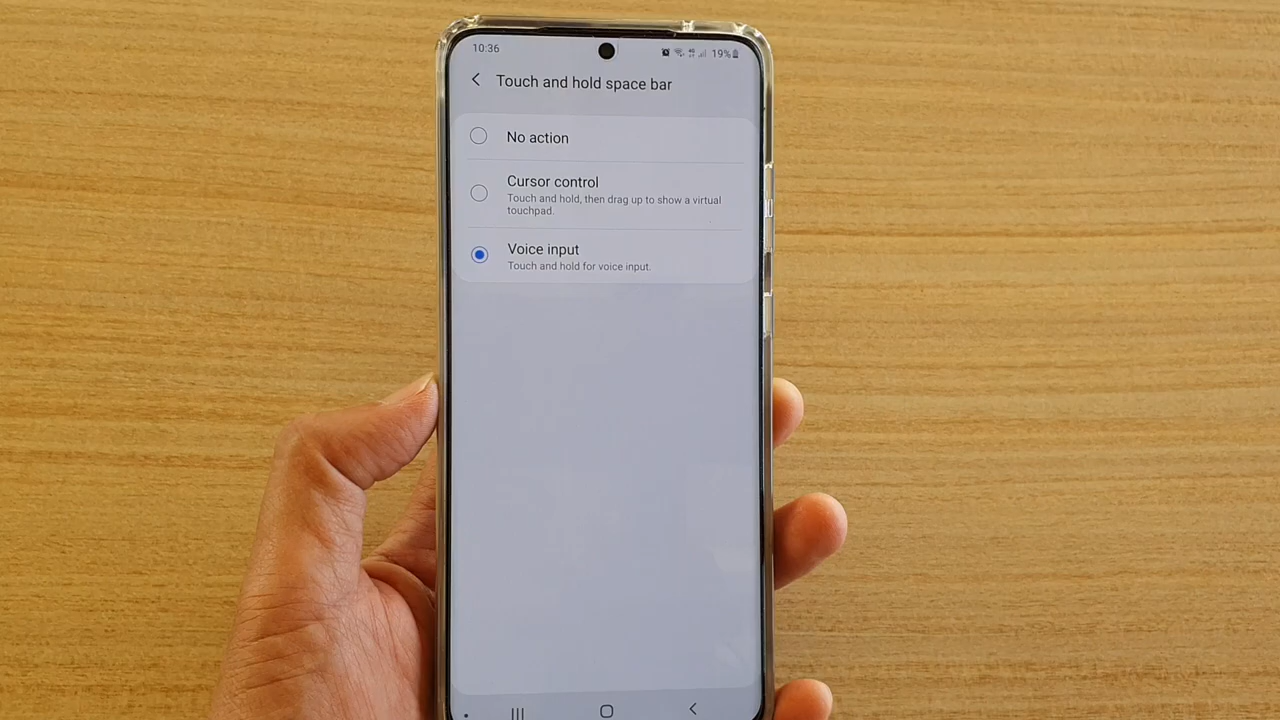 10:36
19%
Touch and hold space bar
No action
Cursor control
Touch and hold, then drag up to show a virtual
touchpad.
Voice input
Touch and hold for voice input.